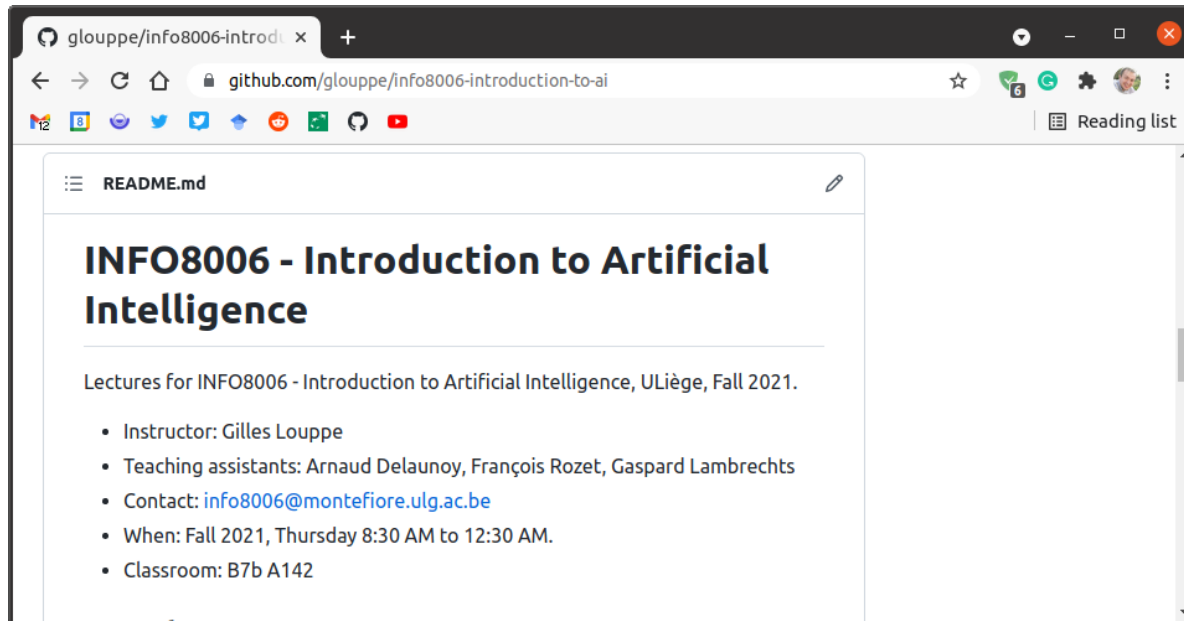 glouppe/info8006-introdu
github.com/glouppe/info8006-introduction-to-ai
6
12
8
Reading list
README.md
INFO8006 - Introduction to Artificial
Intelligence
Lectures for INFO8006 - Introduction to Artificial Intelligence, ULiège, Fall 2021.
Instructor: Gilles Louppe
Teaching assistants: Arnaud Delaunoy, François Rozet, Gaspard Lambrechts
Contact: info8006@montefiore.ulg.ac.be
When: Fall 2021, Thursday 8:30 AM to 12:30 AM.
Classroom: B7b A142